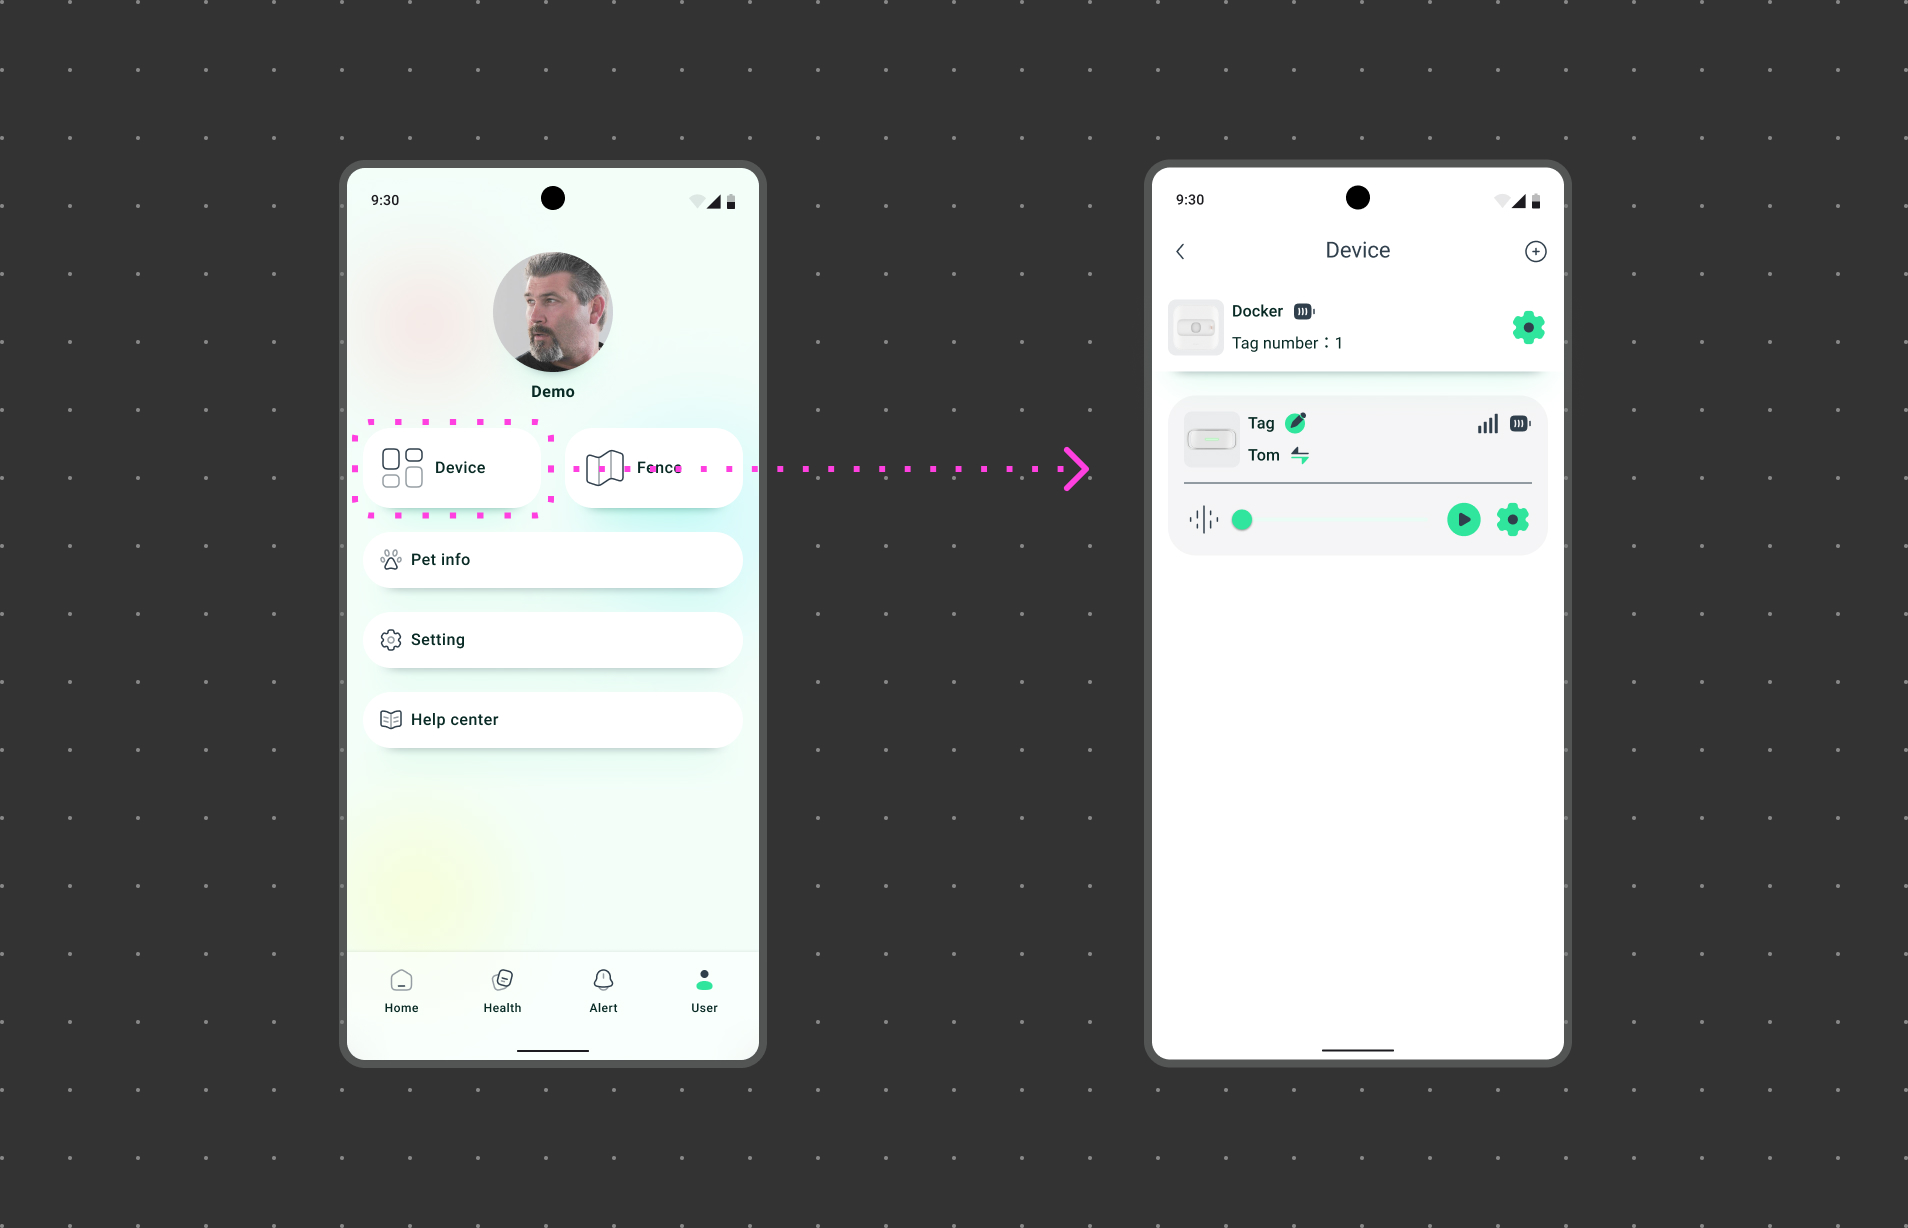 9:30
Demo
Device
Fence
Pet info
Setting
Help center
Home
Health
Alert
User
9:30
Device
Docker
Tag number：1
Tag
Tom